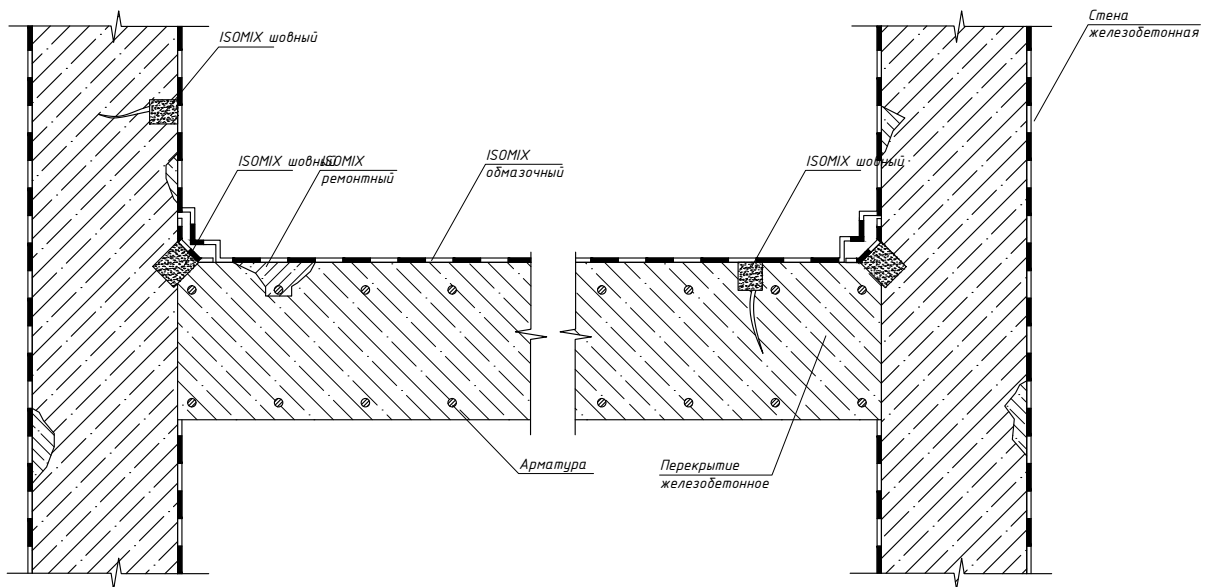 Стена
железобетонная
ISOMIX шовный
ISOMIX шовный
ISOMIX
ремонтный
ISOMIX
обмазочный
ISOMIX шовный
Арматура
Перекрытие
железобетонное